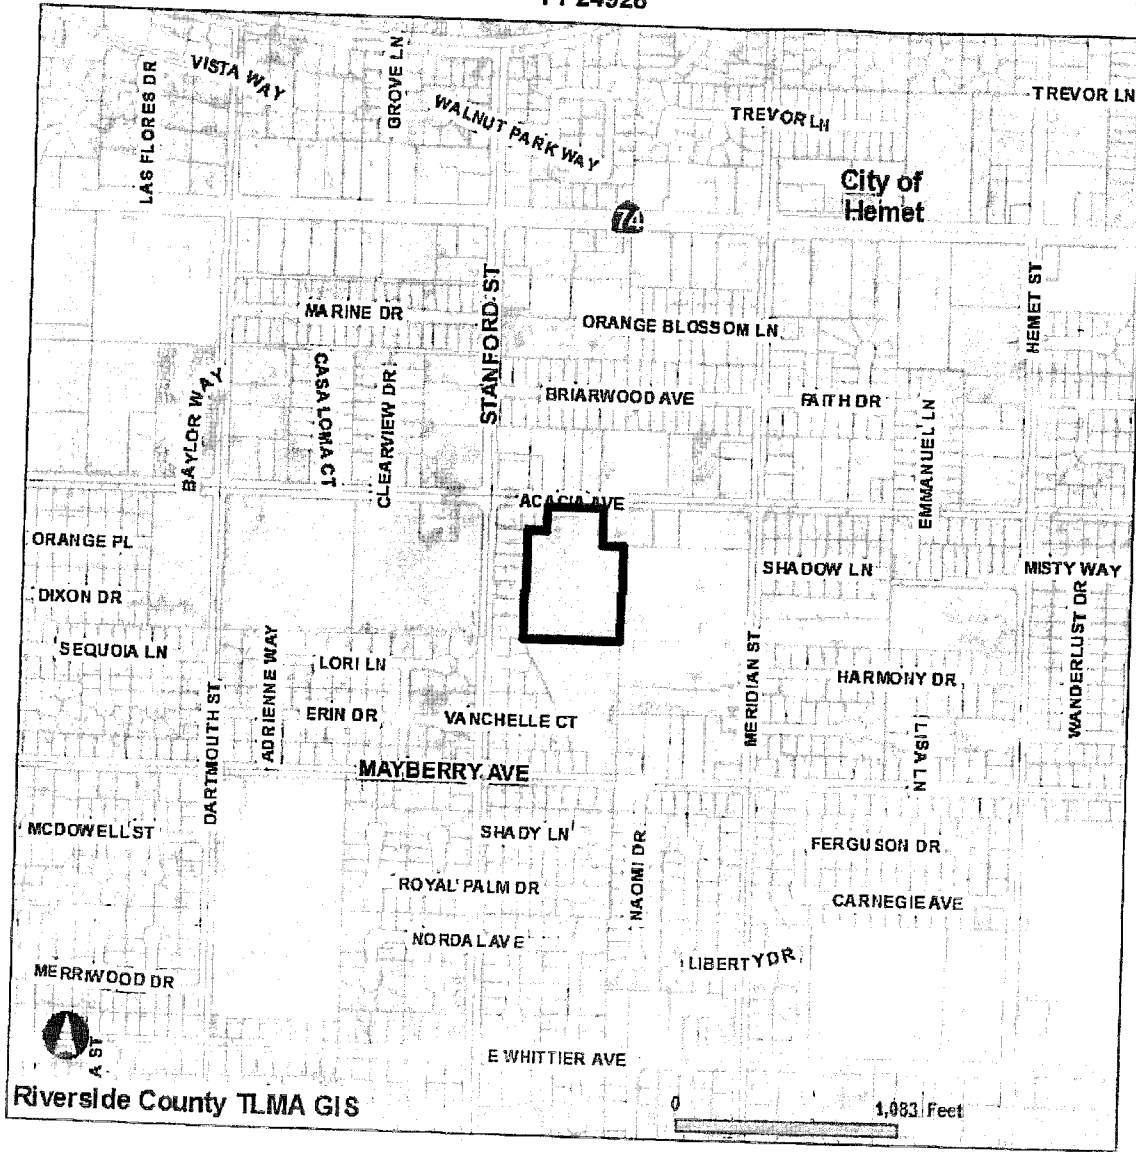 VISTA WAY
LAS FLORES DR
GROVE LN
WALNUT PARK WAY
TREVOR LN
TREVOR LN
City of
Hemet
74
HEMET ST
STANFORD ST
MARINE DR
ORANGE BLOSSOM LN
CASA LOMA CT
CLEARVIEW DR
BAYLOR WAY
BRIARWOOD AVE
FAITH DR
EMMANUEL LN
ACACIA AVE
ORANGE PL
SHADOW LN
MISTY WAY
DIXON DR
WANDERLUST DR
SEQUOIA LN
ADRIENNE WAY
LORI LN
MERIDIAN ST
HARMONY DR
DARTMOUTH ST
ERIN DR
VANCHELLE CT
LISA LN
MAYBERRY AVE
MCDOWELL ST
SHADY LN
NAOMI DR
FERGUSON DR
ROYAL PALM DR
CARNEGIE AVE
NORDAL AVE
LIBERTY DR
MERRIWOOD DR
A ST
E WHITTIER AVE
Riverside County TLMA GIS
0
1,083 Feet